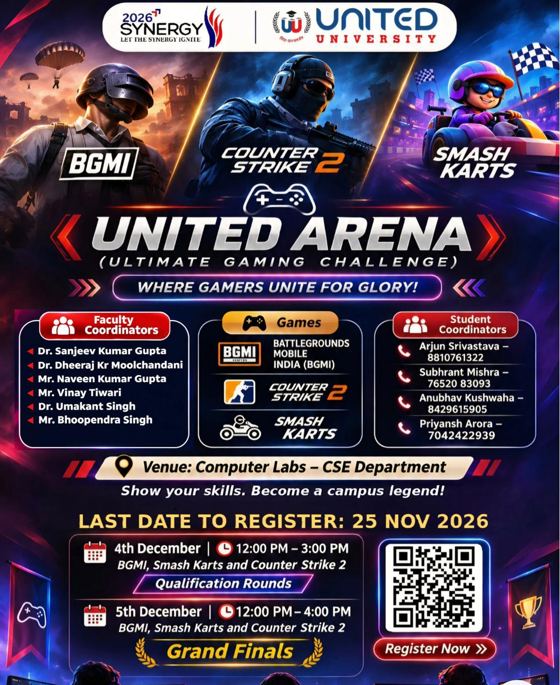 2026
SYNERGY
LET THE SYNERGY IGNITE
UNITED
UNIVERSITY
BGMI
COUNTER
STRIKE 2
SMASH
KARTS
UNITED ARENA
(ULTIMATE GAMING CHALLENGE)
WHERE GAMERS UNITE FOR GLORY!
Faculty
Coordinators
Dr. Sanjeev Kumar Gupta
Dr. Dheeraj Kr Moolchandani
Mr. Naveen Kumar Gupta
Mr. Vinay Tiwari
Dr. Umakant Singh
Mr. Bhoopendra Singh
Games
BGMI
BATTLEGROUNDS
MOBILE
INDIA (BGMI)
COUNTER
STRIKE 2
SMASH
KARTS
Student
Coordinators
Arjun Srivastava –
8810761322
Subhrant Mishra –
76520 83093
Anubhav Kushwaha –
8429615905
Priyansh Arora –
7042422939
Venue: Computer Labs – CSE Department
Show your skills. Become a campus legend!
LAST DATE TO REGISTER: 25 NOV 2026
4th December | 12:00 PM – 3:00 PM
BGMI, Smash Karts and Counter Strike 2
Qualification Rounds
5th December | 12:00 PM – 4:00 PM
BGMI, Smash Karts and Counter Strike 2
Grand Finals
Register Now »